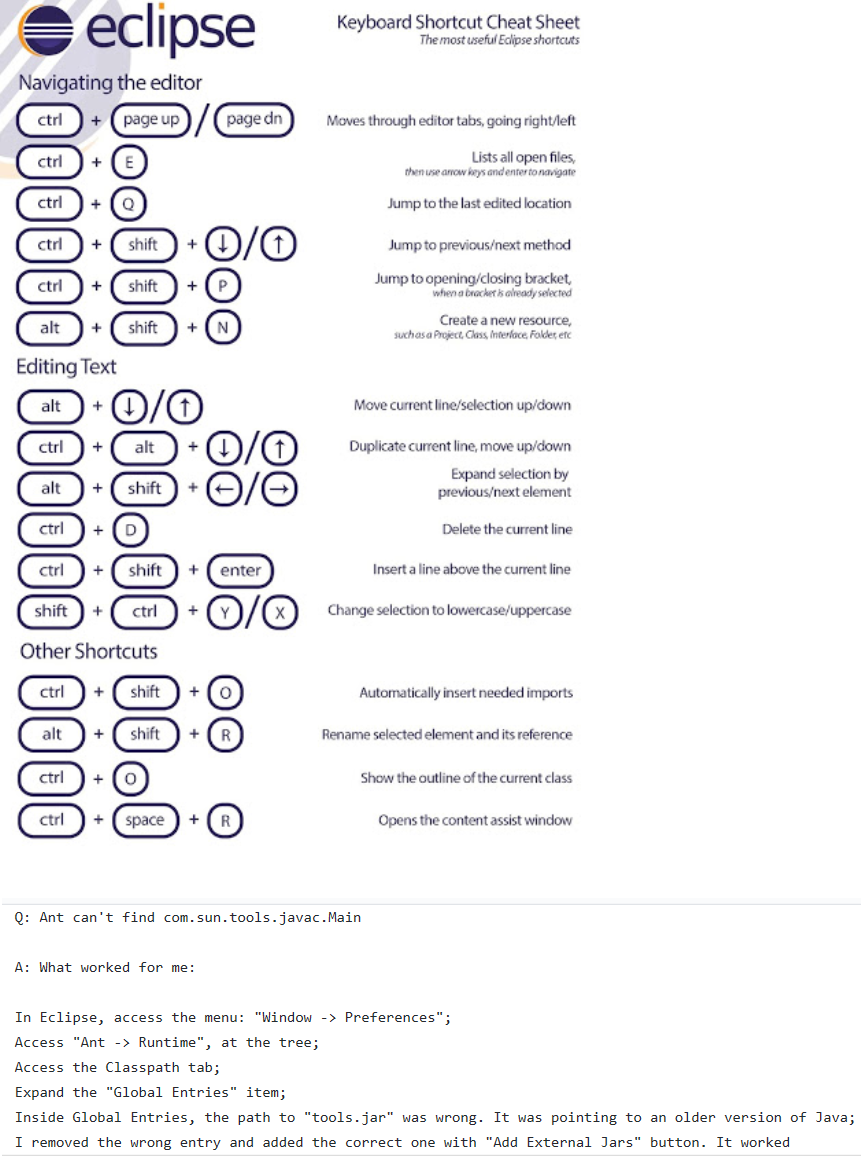 eclipse
Keyboard Shortcut Cheat Sheet
The most useful Eclipse shortcuts
Navigating the editor
ctrl + page up / page dn Moves through editor tabs, going right/left
ctrl + E Lists all open files,
then use arrow keys and enter to navigate
ctrl + Q Jump to the last edited location
ctrl + shift + ↓/↑ Jump to previous/next method
ctrl + shift + P Jump to opening/closing bracket,
when a bracket is already selected
alt + shift + N Create a new resource,
such as a Project, Class, Interface, Folder, etc
Editing Text
alt + ↓/↑ Move current line/selection up/down
ctrl + alt + ↓/↑ Duplicate current line, move up/down
alt + shift + ←/→ Expand selection by
previous/next element
ctrl + D Delete the current line
ctrl + shift + enter Insert a line above the current line
shift + ctrl + Y/X Change selection to lowercase/uppercase
Other Shortcuts
ctrl + shift + O Automatically insert needed imports
alt + shift + R Rename selected element and its reference
ctrl + O Show the outline of the current class
ctrl + space + R Opens the content assist window
Q: Ant can't find com.sun.tools.javac.Main
A: What worked for me:
In Eclipse, access the menu: "Window -> Preferences";
Access "Ant -> Runtime", at the tree;
Access the Classpath tab;
Expand the "Global Entries" item;
Inside Global Entries, the path to "tools.jar" was wrong. It was pointing to an older version of Java;
I removed the wrong entry and added the correct one with "Add External Jars" button. It worked